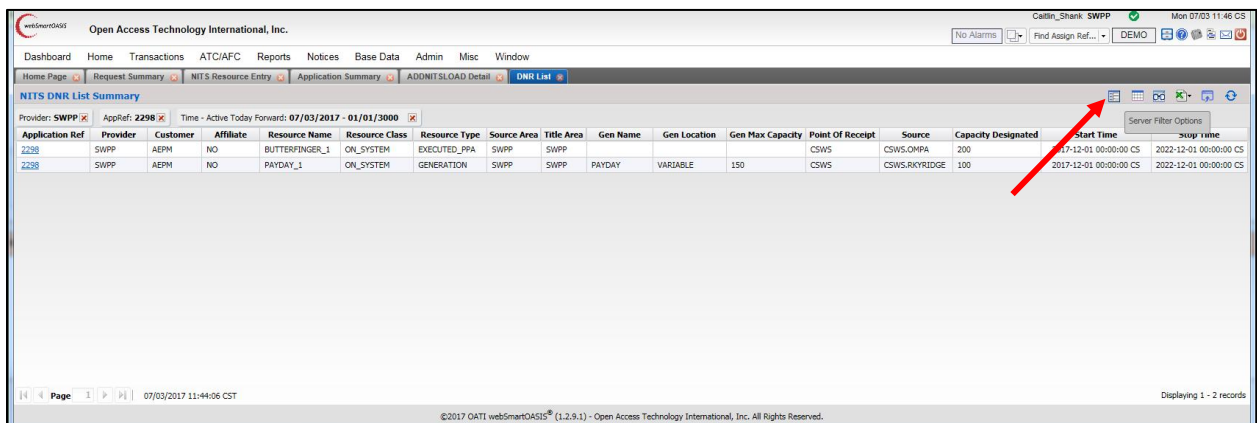 Caitlin_Shank SWPP Mon 07/03 11:46 CS
webSmartOASIS
Open Access Technology International, Inc.
No Alarms Find Assign Ref... DEMO
Dashboard Home Transactions ATC/AFC Reports Notices Base Data Admin Misc Window
Home Page Request Summary NITS Resource Entry Application Summary ADDNITSLOAD Detail DNR List
NITS DNR List Summary
Provider: SWPP AppRef: 2298 Time - Active Today Forward: 07/03/2017 - 01/01/3000
Server Filter Options
Application Ref Provider Customer Affiliate Resource Name Resource Class Resource Type Source Area Title Area Gen Name Gen Location Gen Max Capacity Point Of Receipt Source Capacity Designated Start Time Stop Time
2298 SWPP AEPM NO BUTTERFINGER_1 ON_SYSTEM EXECUTED_PPA SWPP SWPP CSWS CSWS.OMPA 200 2017-12-01 00:00:00 CS 2022-12-01 00:00:00 CS
2298 SWPP AEPM NO PAYDAY_1 ON_SYSTEM GENERATION SWPP SWPP PAYDAY VARIABLE 150 CSWS CSWS.RKYRIDGE 100 2017-12-01 00:00:00 CS 2022-12-01 00:00:00 CS
Page 1 07/03/2017 11:44:06 CST Displaying 1 - 2 records
©2017 OATI webSmartOASIS® (1.2.9.1) - Open Access Technology International, Inc. All Rights Reserved.